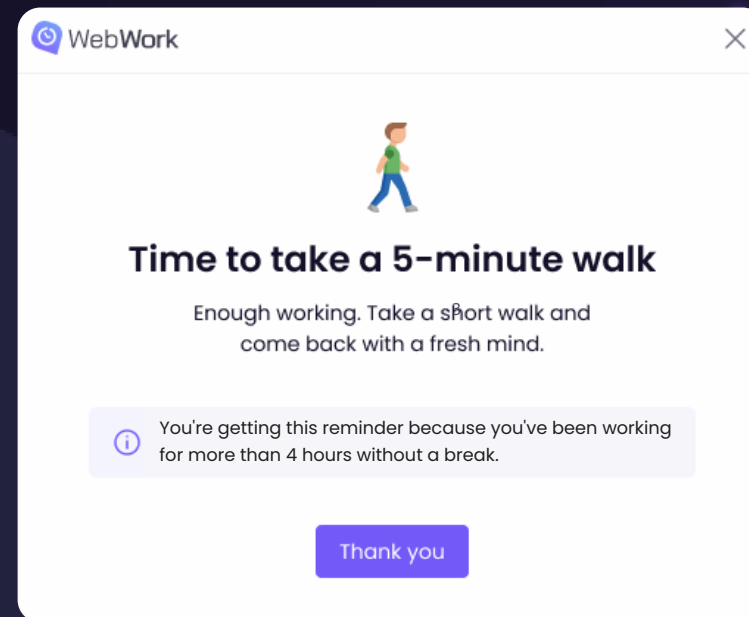 WebWork
Time to take a 5-minute walk
Enough working. Take a short walk and
come back with a fresh mind.
You're getting this reminder because you've been working
for more than 4 hours without a break.
Thank you